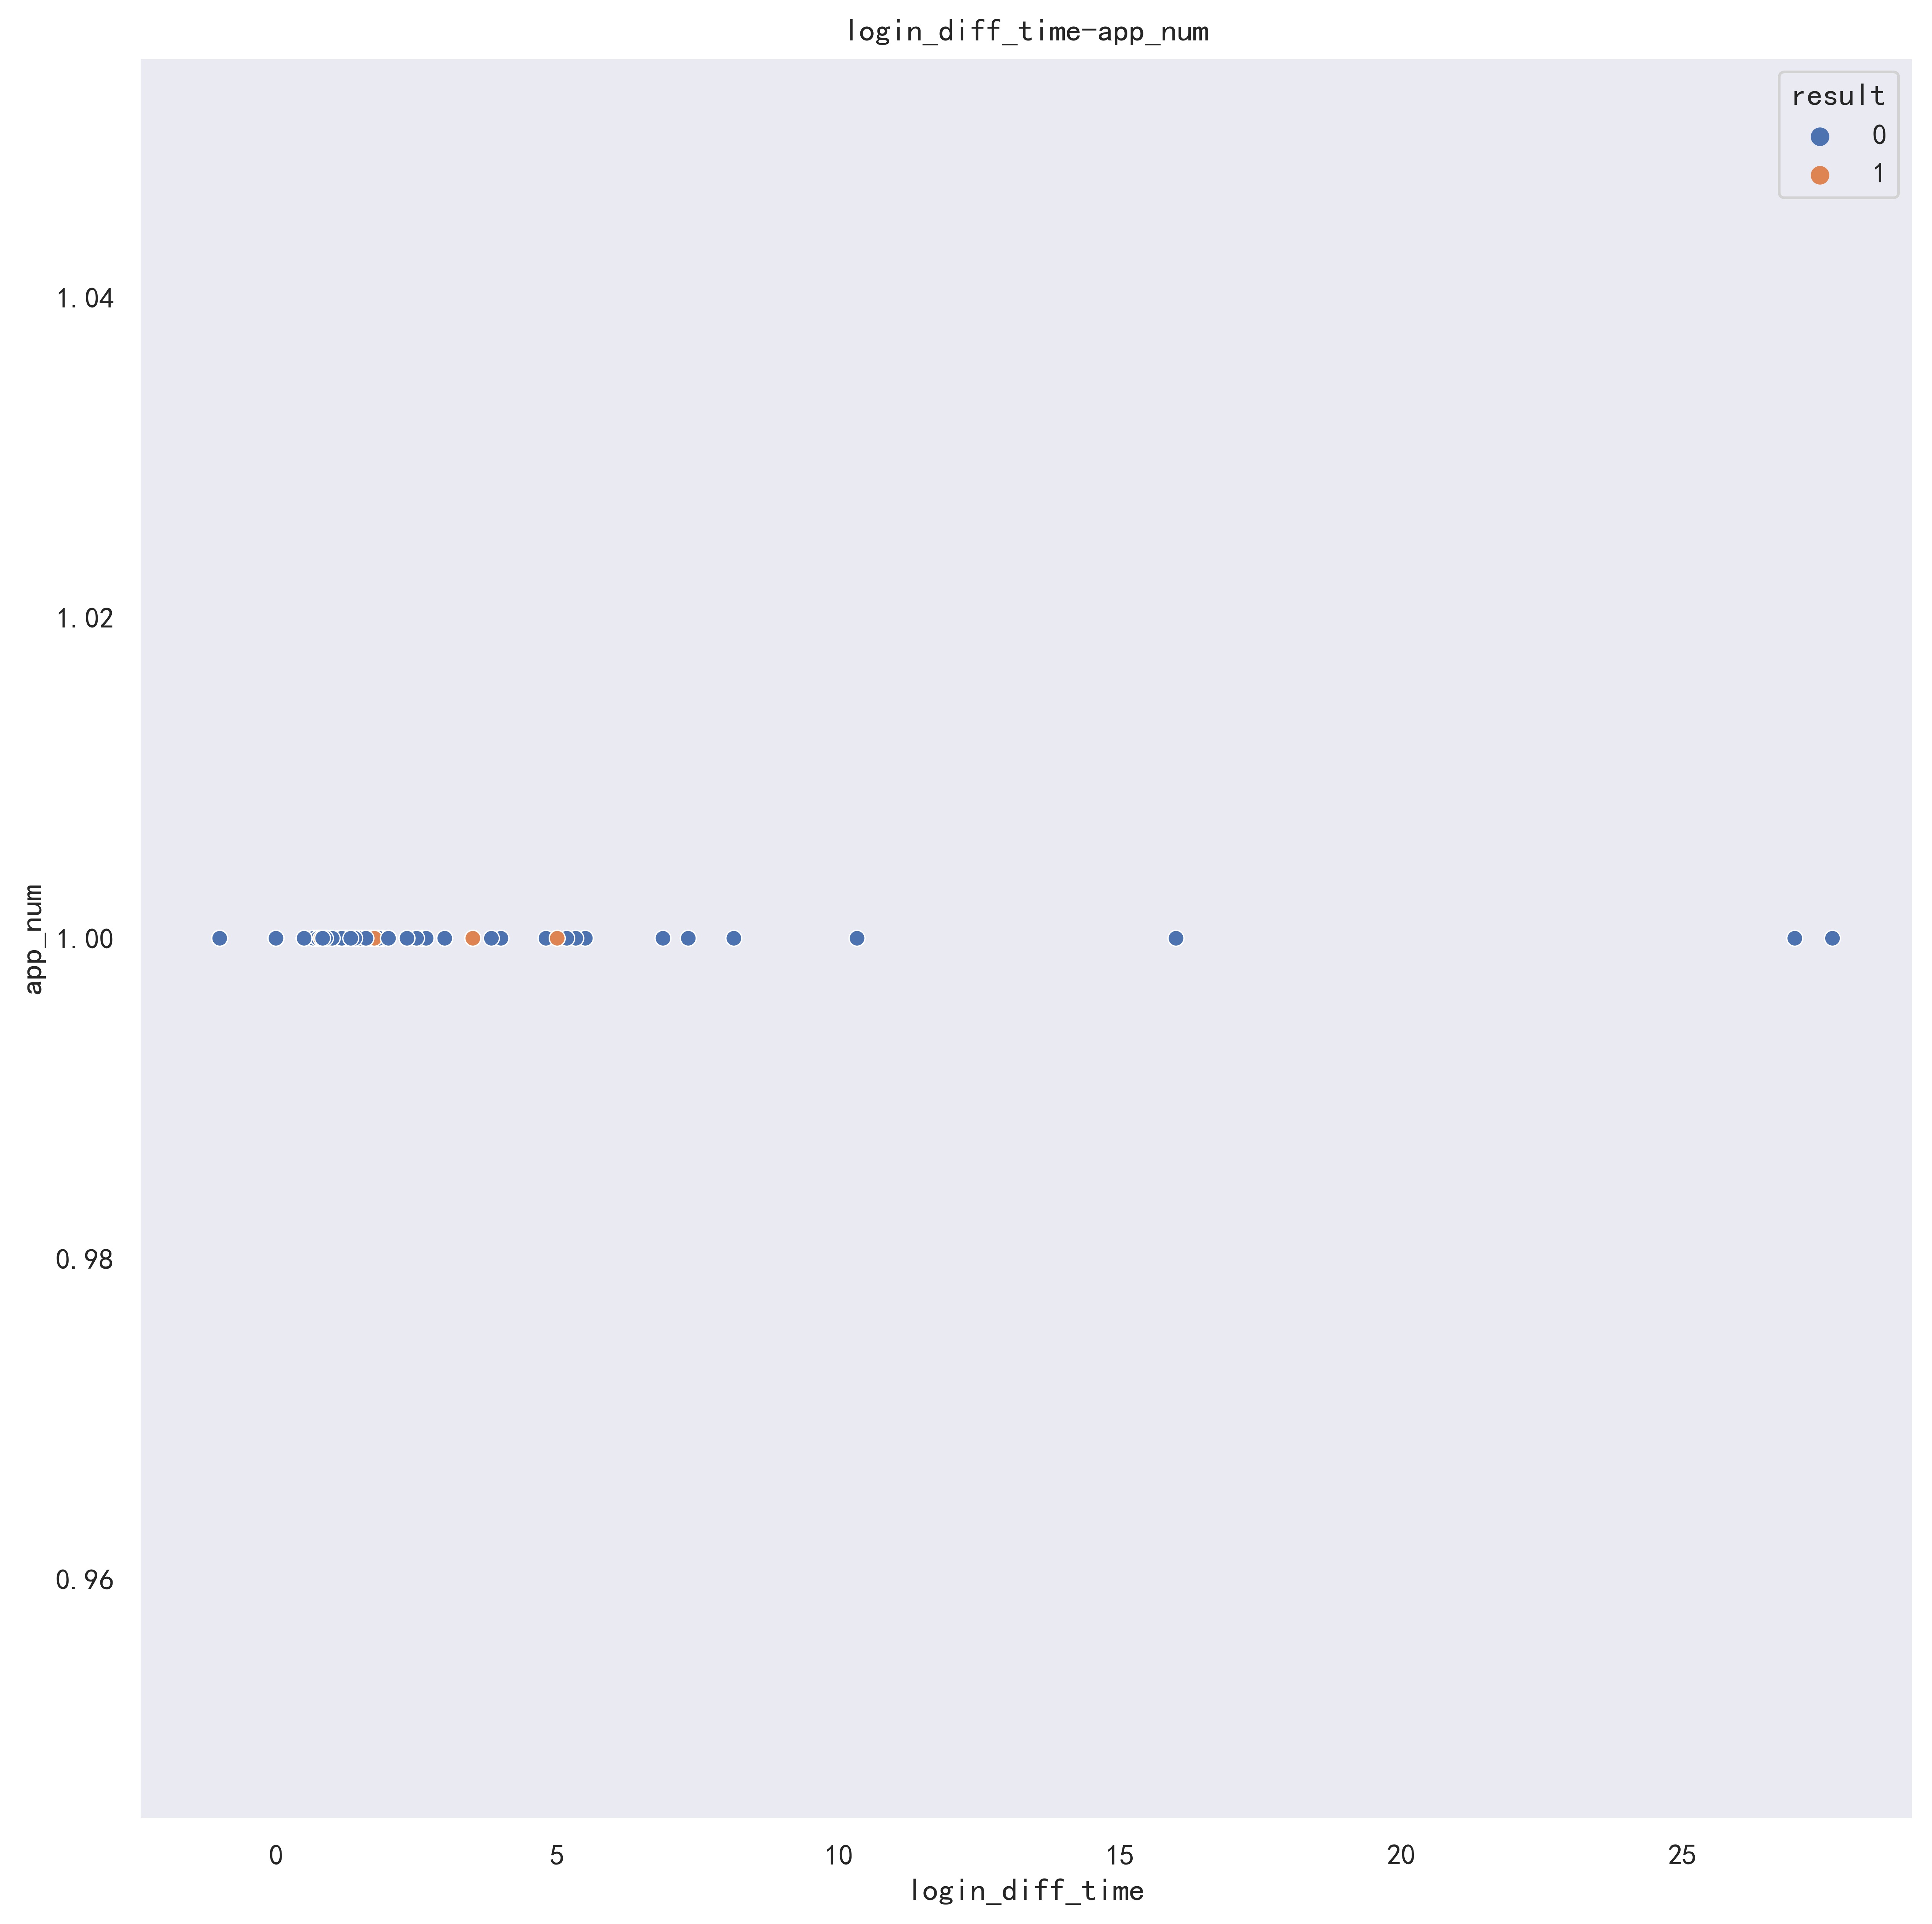 login_diff_time-app_num
result
0
1
1.04
1.02
1.00
0.98
0.96
app_num
0 5 10 15 20 25
login_diff_time